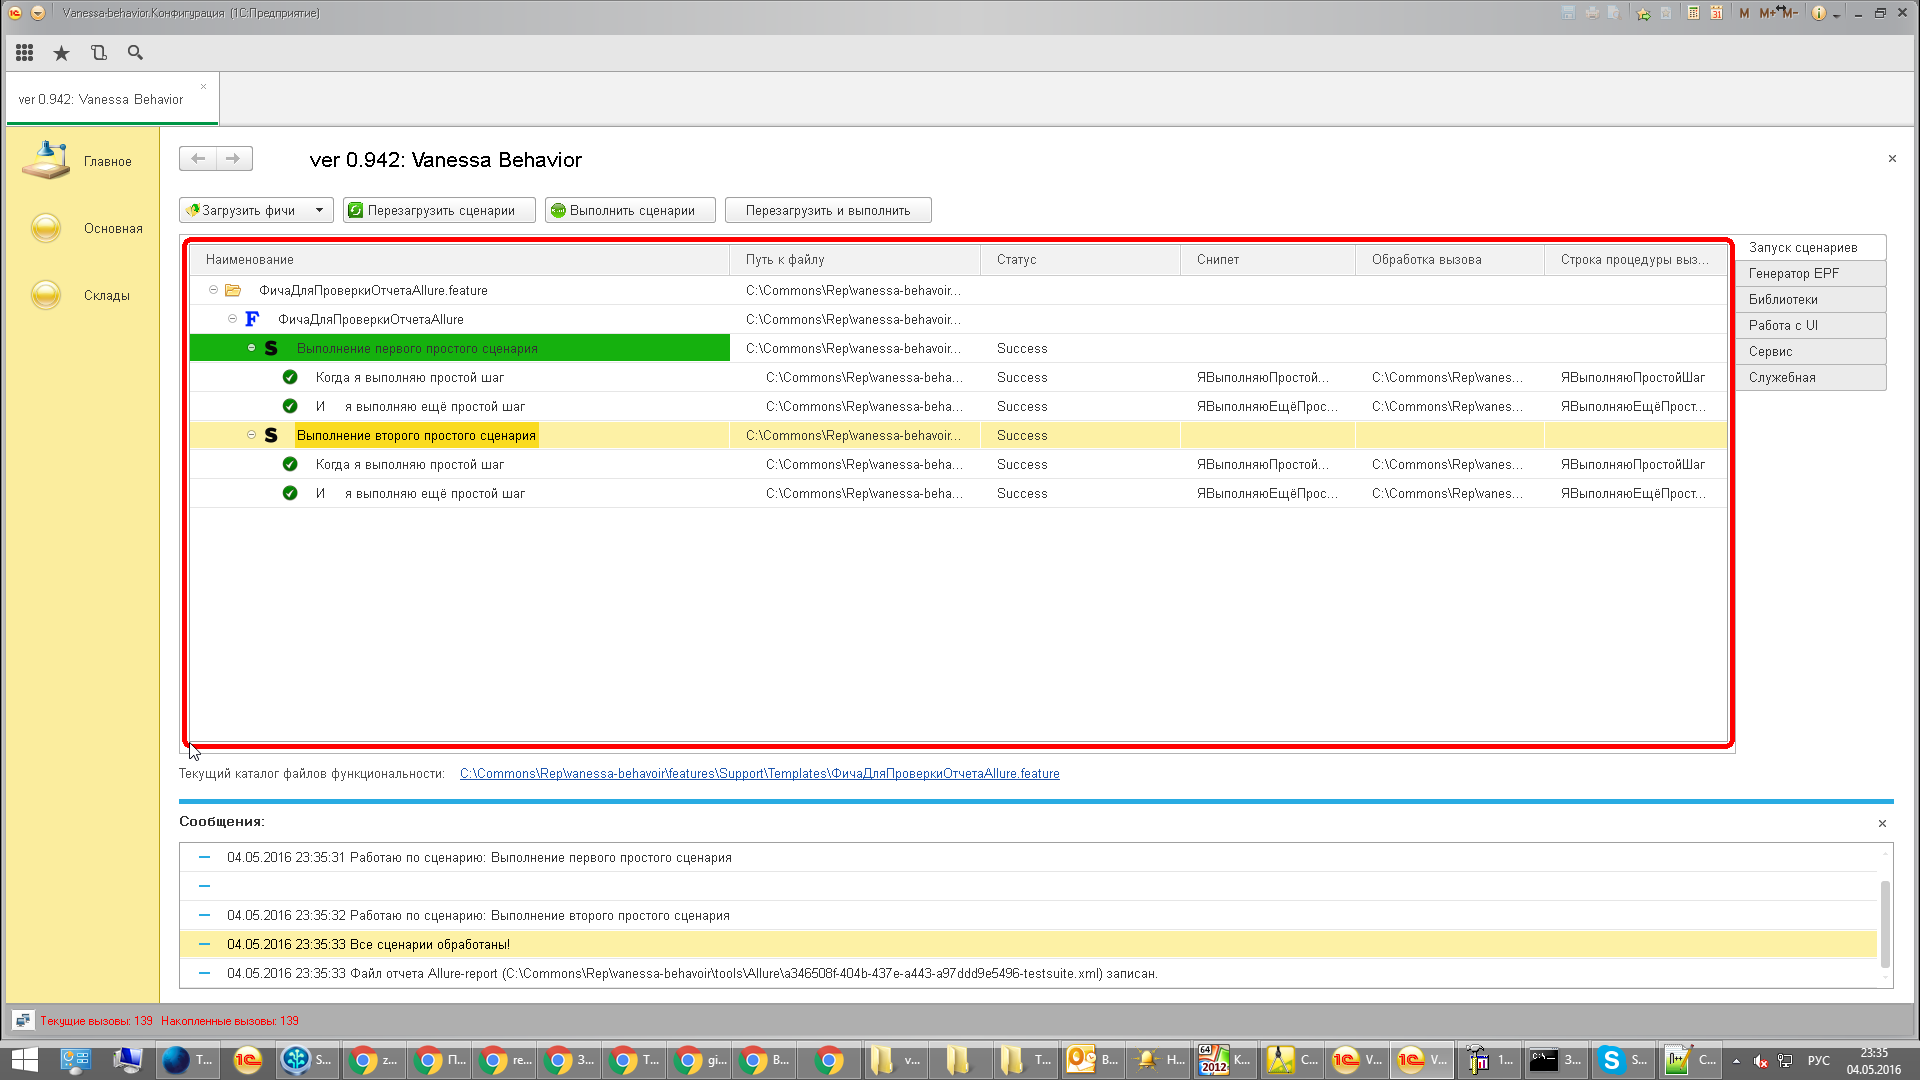 Vanessa-behavior.Конфигурация (1С:Предприятие)
M M+ M-
ver 0.942: Vanessa Behavior
Главное
Основная
Склады
ver 0.942: Vanessa Behavior
Загрузить фичи
Перезагрузить сценарии
Выполнить сценарии
Перезагрузить и выполнить
Наименование Путь к файлу Статус Снипет Обработка вызова Строка процедуры выз...
ФичаДляПроверкиОтчетаAllure.feature C:\Commons\Rep\vanessa-behavoir...
F ФичаДляПроверкиОтчетаAllure C:\Commons\Rep\vanessa-behavoir...
S Выполнение первого простого сценария C:\Commons\Rep\vanessa-behavoir... Success
Когда я выполняю простой шаг C:\Commons\Rep\vanessa-beha... Success ЯВыполняюПростой... C:\Commons\Rep\vanes... ЯВыполняюПростойШаг
И я выполняю ещё простой шаг C:\Commons\Rep\vanessa-beha... Success ЯВыполняюЕщёПрос... C:\Commons\Rep\vanes... ЯВыполняюЕщёПрост...
S Выполнение второго простого сценария C:\Commons\Rep\vanessa-behavoir... Success
Когда я выполняю простой шаг C:\Commons\Rep\vanessa-beha... Success ЯВыполняюПростой... C:\Commons\Rep\vanes... ЯВыполняюПростойШаг
И я выполняю ещё простой шаг C:\Commons\Rep\vanessa-beha... Success ЯВыполняюЕщёПрос... C:\Commons\Rep\vanes... ЯВыполняюЕщёПрост...
Запуск сценариев
Генератор EPF
Библиотеки
Работа с UI
Сервис
Служебная
Текущий каталог файлов функциональности: C:\Commons\Rep\vanessa-behavoir\features\Support\Templates\ФичаДляПроверкиОтчетаAllure.feature
Сообщения:
04.05.2016 23:35:31 Работаю по сценарию: Выполнение первого простого сценария
04.05.2016 23:35:32 Работаю по сценарию: Выполнение второго простого сценария
04.05.2016 23:35:33 Все сценарии обработаны!
04.05.2016 23:35:33 Файл отчета Allure-report (C:\Commons\Rep\vanessa-behavoir\tools\Allure\a346508f-404b-437e-a443-a97ddd9e5496-testsuite.xml) записан.
Текущие вызовы: 139 Накопленные вызовы: 139
T... S... z... П... re... З... T... gi... B... v... T... B... H... K... C... V... V... 1... З... S... C... РУС 23:35
04.05.2016